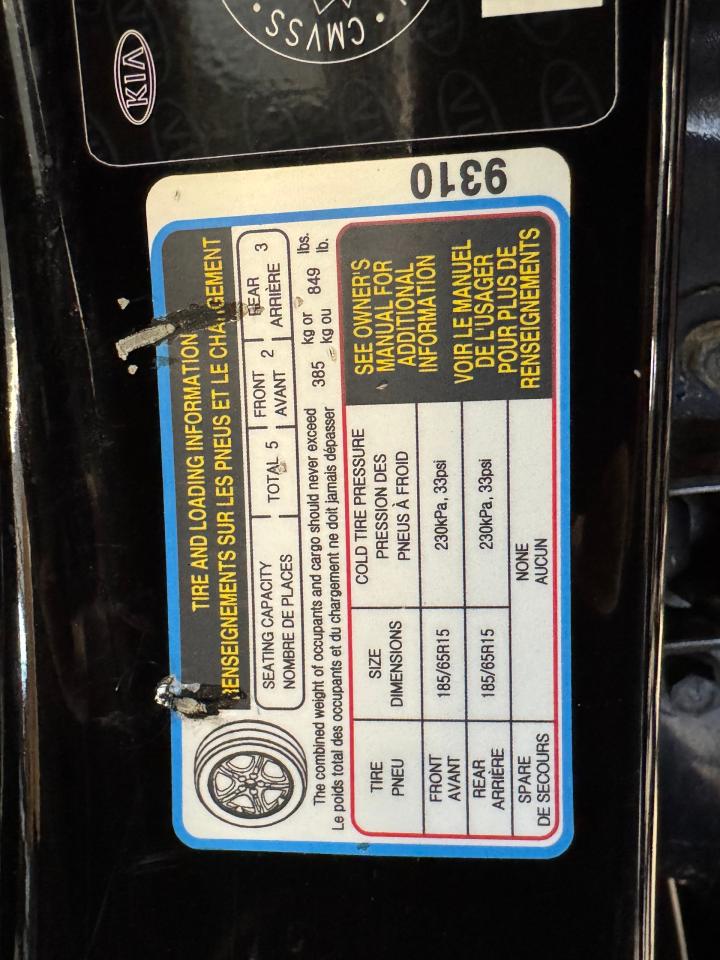 KIA
• CMVSS •
9310
TIRE AND LOADING INFORMATION
RENSEIGNEMENTS SUR LES PNEUS ET LE CHARGEMENT
SEATING CAPACITY
NOMBRE DE PLACES
TOTAL 5
FRONT
AVANT
2
REAR
ARRIÈRE
3
The combined weight of occupants and cargo should never exceed
Le poids total des occupants et du chargement ne doit jamais dépasser
385
kg or
kg ou
849
lbs.
lb.
TIRE
PNEU
SIZE
DIMENSIONS
COLD TIRE PRESSURE
PRESSION DES
PNEUS À FROID
FRONT
AVANT
185/65R15
230kPa, 33psi
REAR
ARRIÈRE
185/65R15
230kPa, 33psi
SPARE
DE SECOURS
NONE
AUCUN
SEE OWNER'S
MANUAL FOR
ADDITIONAL
INFORMATION
VOIR LE MANUEL
DE L'USAGER
POUR PLUS DE
RENSEIGNEMENTS